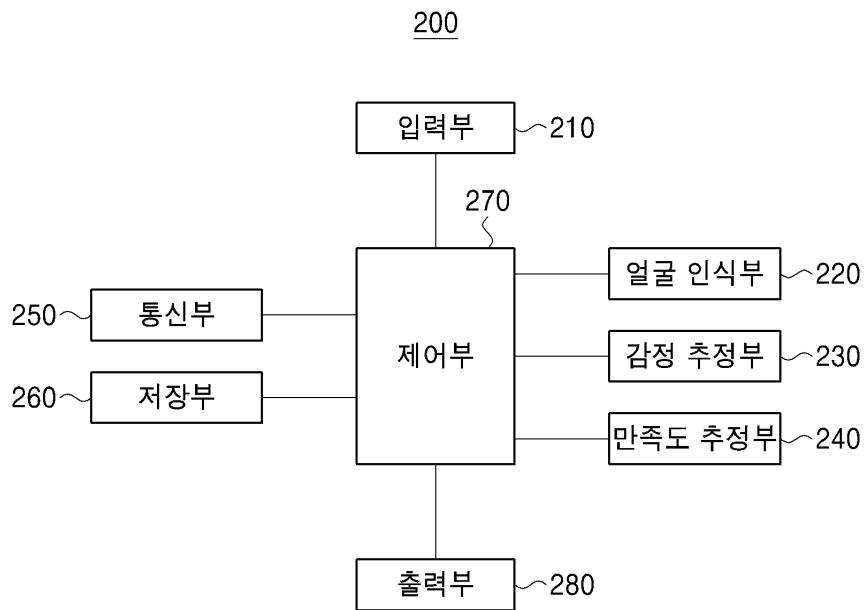 200
입력부
210
270
얼굴 인식부
220
250
통신부
제어부
감정 추정부
230
260
저장부
만족도 추정부
240
출력부
280